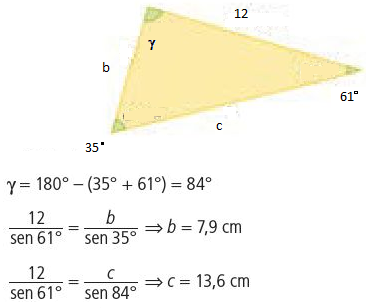 12
γ
b
61°
c
35°
γ = 180° – (35° + 61°) = 84°
12/sen 61° = b/sen 35° ⇒ b = 7,9 cm
12/sen 61° = c/sen 84° ⇒ c = 13,6 cm